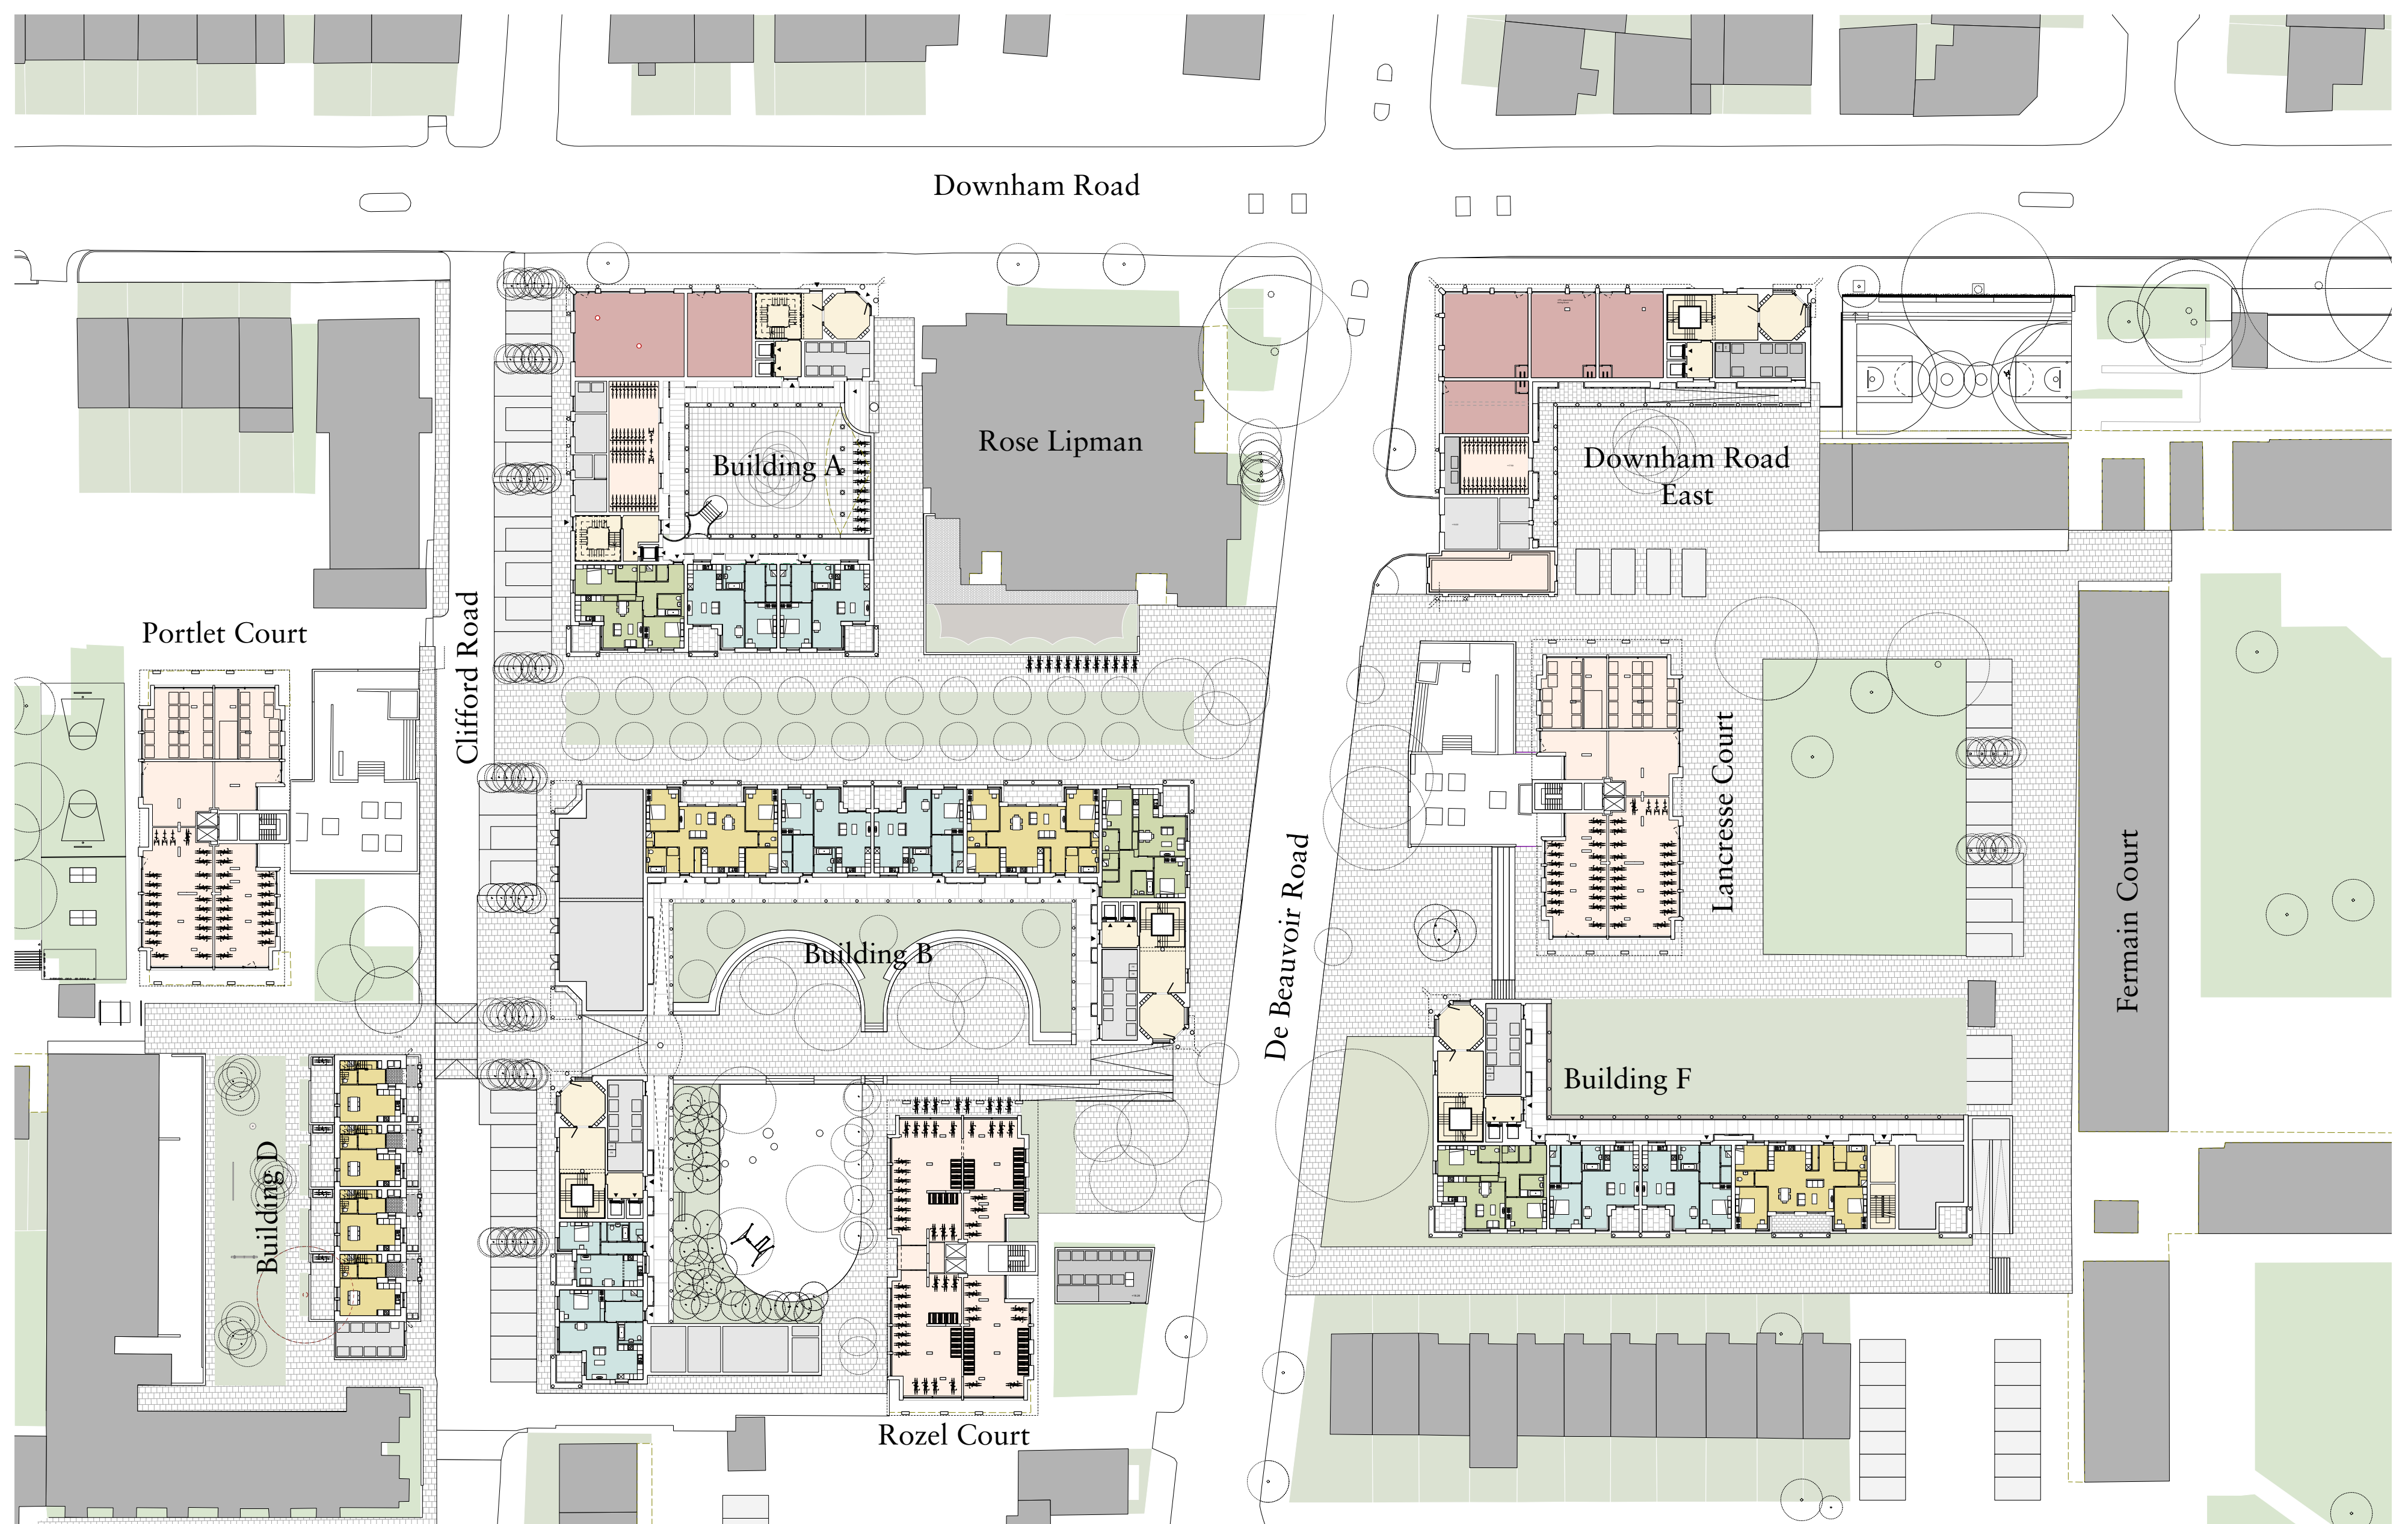 Downham Road
Rose Lipman
Building A
Downham Road
East
Portlet Court
Clifford Road
Lancresse Court
De Beauvoir Road
Fermain Court
Building B
Building F
Building D
Rozel Court